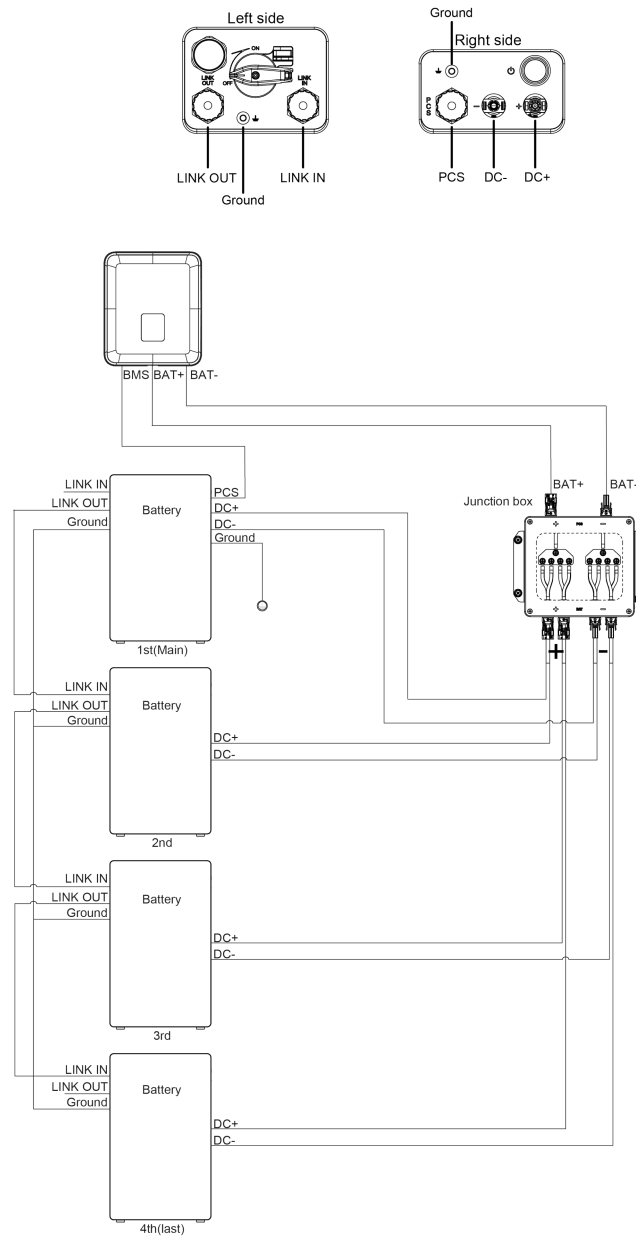 Left side
ON
OFF
LINK
OUT
LINK
IN
LINK OUT
LINK IN
Ground
Ground
Right side
P
C
S
-
+
PCS
DC-
DC+
BMS
BAT+
BAT-
BAT+
BAT-
Junction box
+
PCS
-
+
BAT
-
+
-
LINK IN
LINK OUT
Ground
Battery
PCS
DC+
DC-
Ground
1st(Main)
LINK IN
LINK OUT
Ground
Battery
DC+
DC-
2nd
LINK IN
LINK OUT
Ground
Battery
DC+
DC-
3rd
LINK IN
LINK OUT
Ground
Battery
DC+
DC-
4th(last)